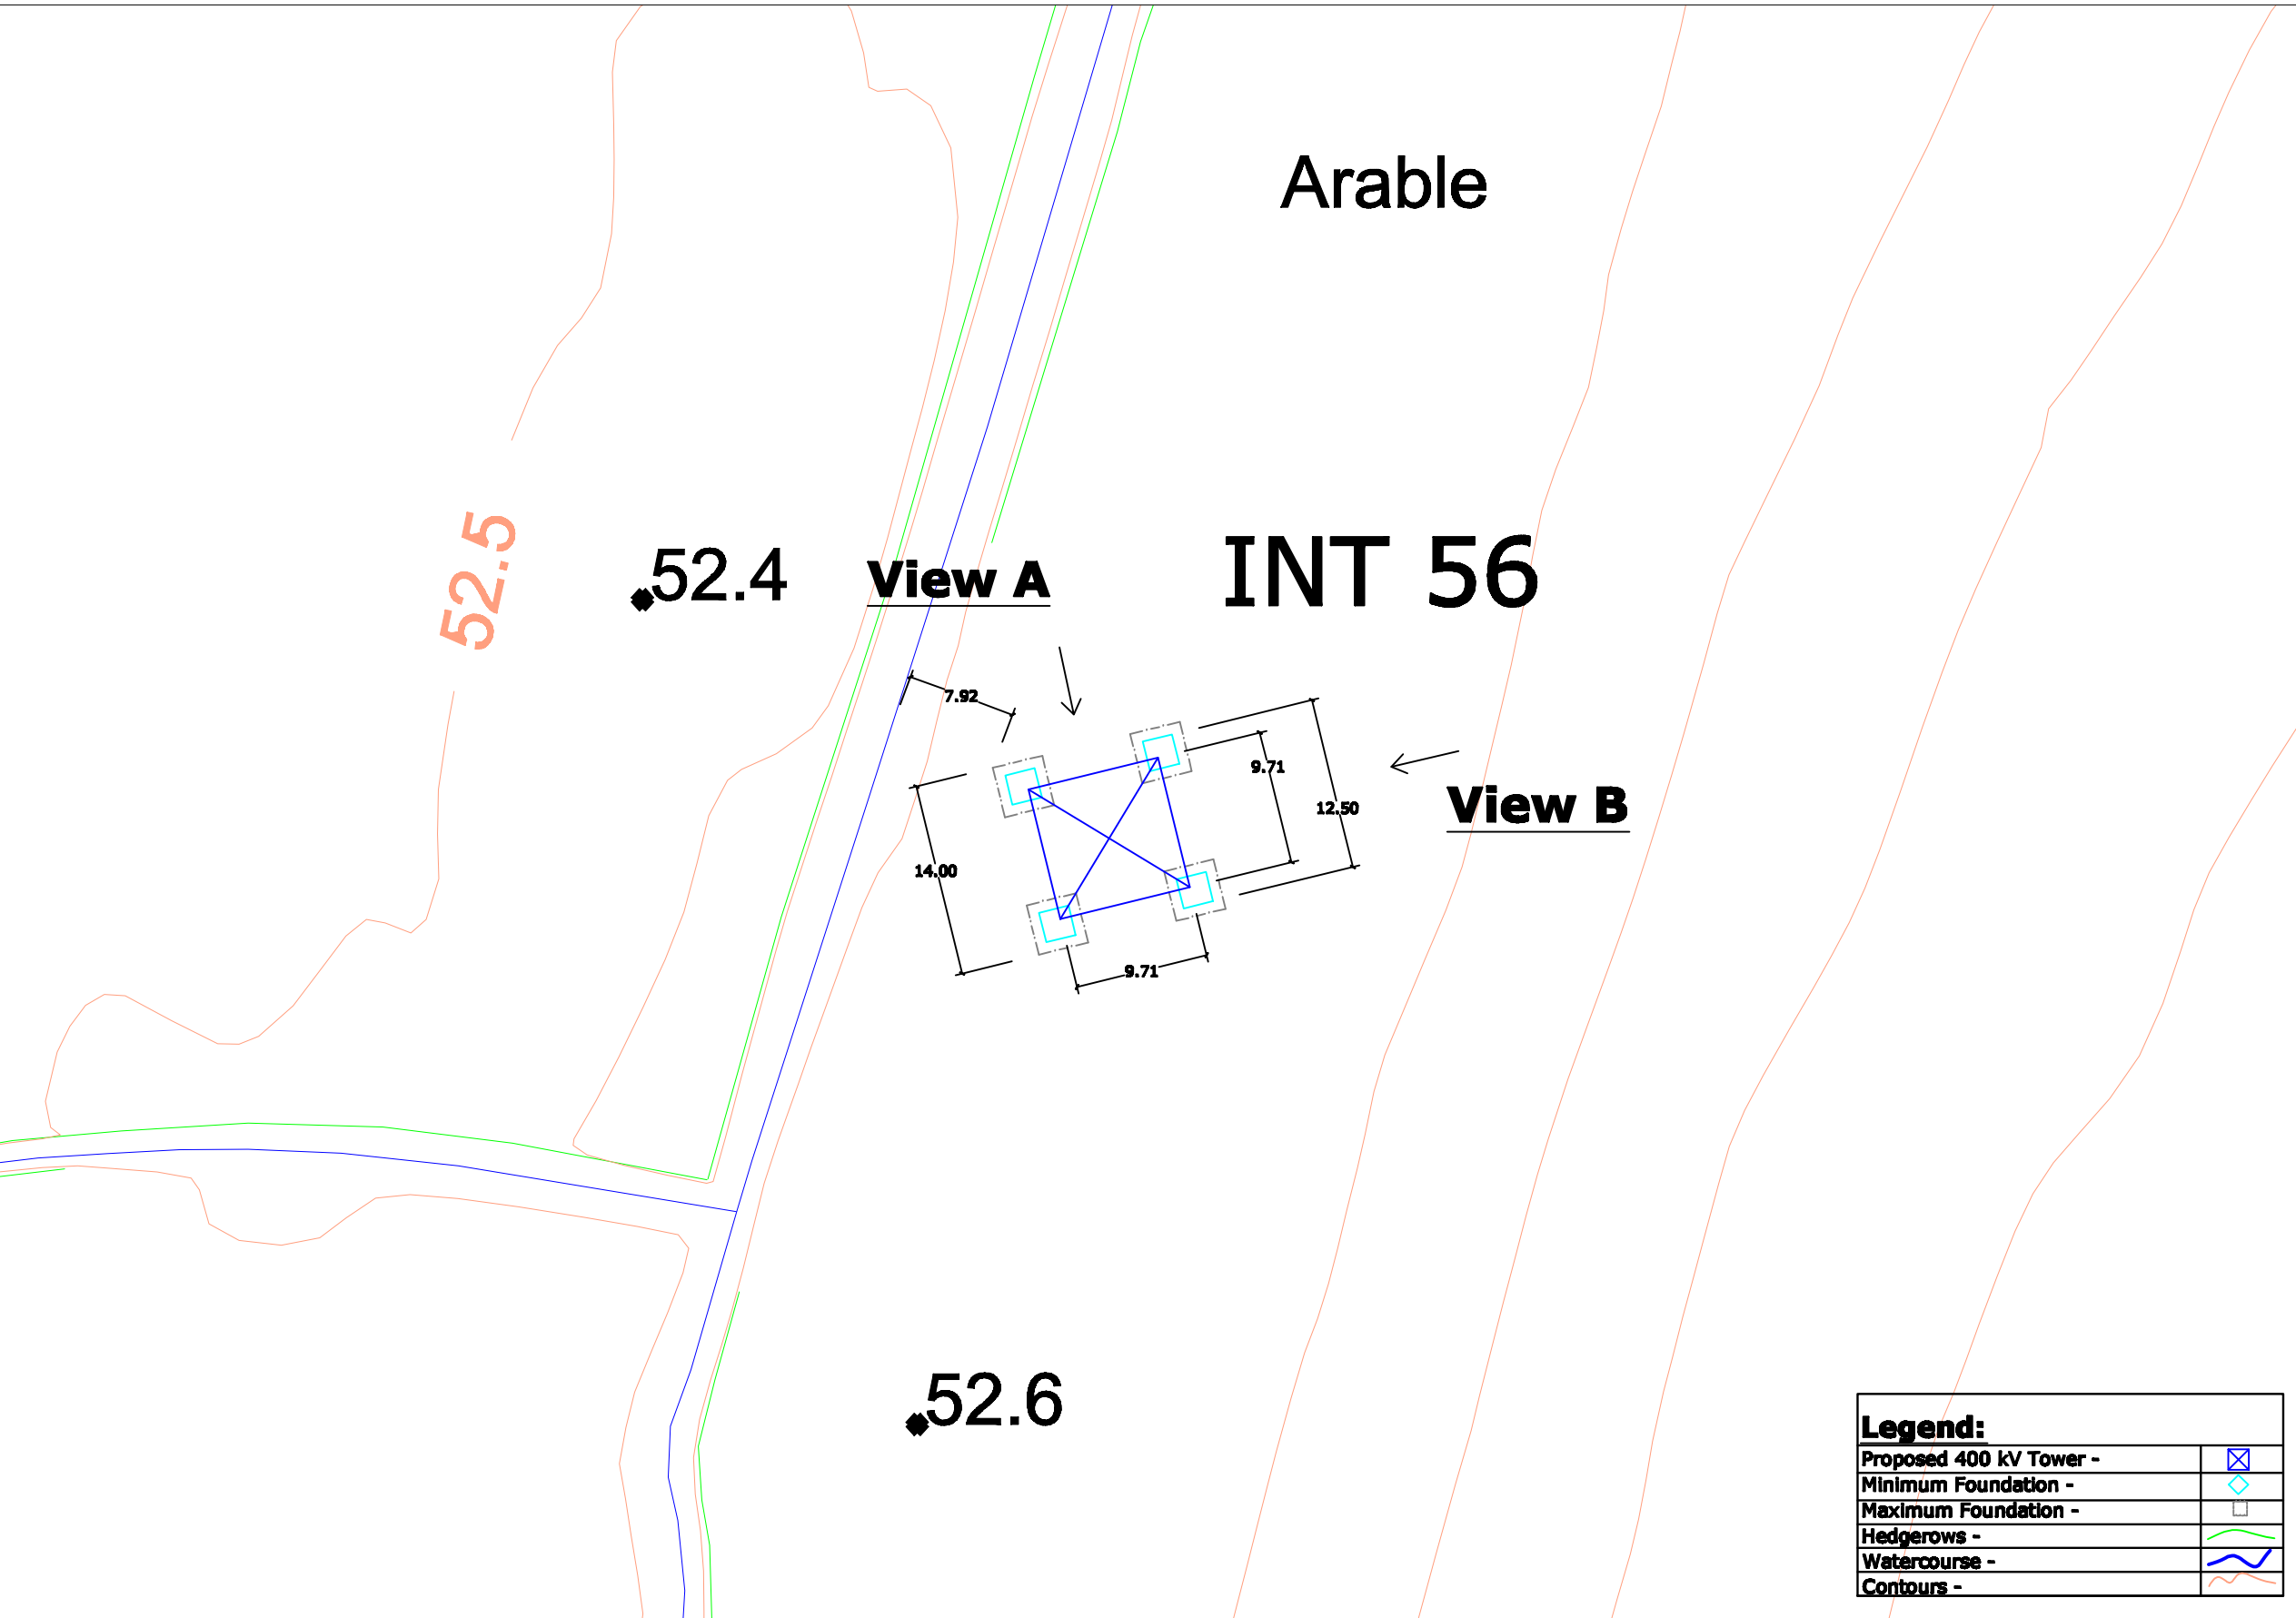 Arable
52.5
52.4
View A
INT 56
7.92
9.71
12.50
View B
14.00
9.71
52.6
Legend:
Proposed 400 kV Tower -
Minimum Foundation -
Maximum Foundation -
Hedgerows -
Watercourse -
Contours -